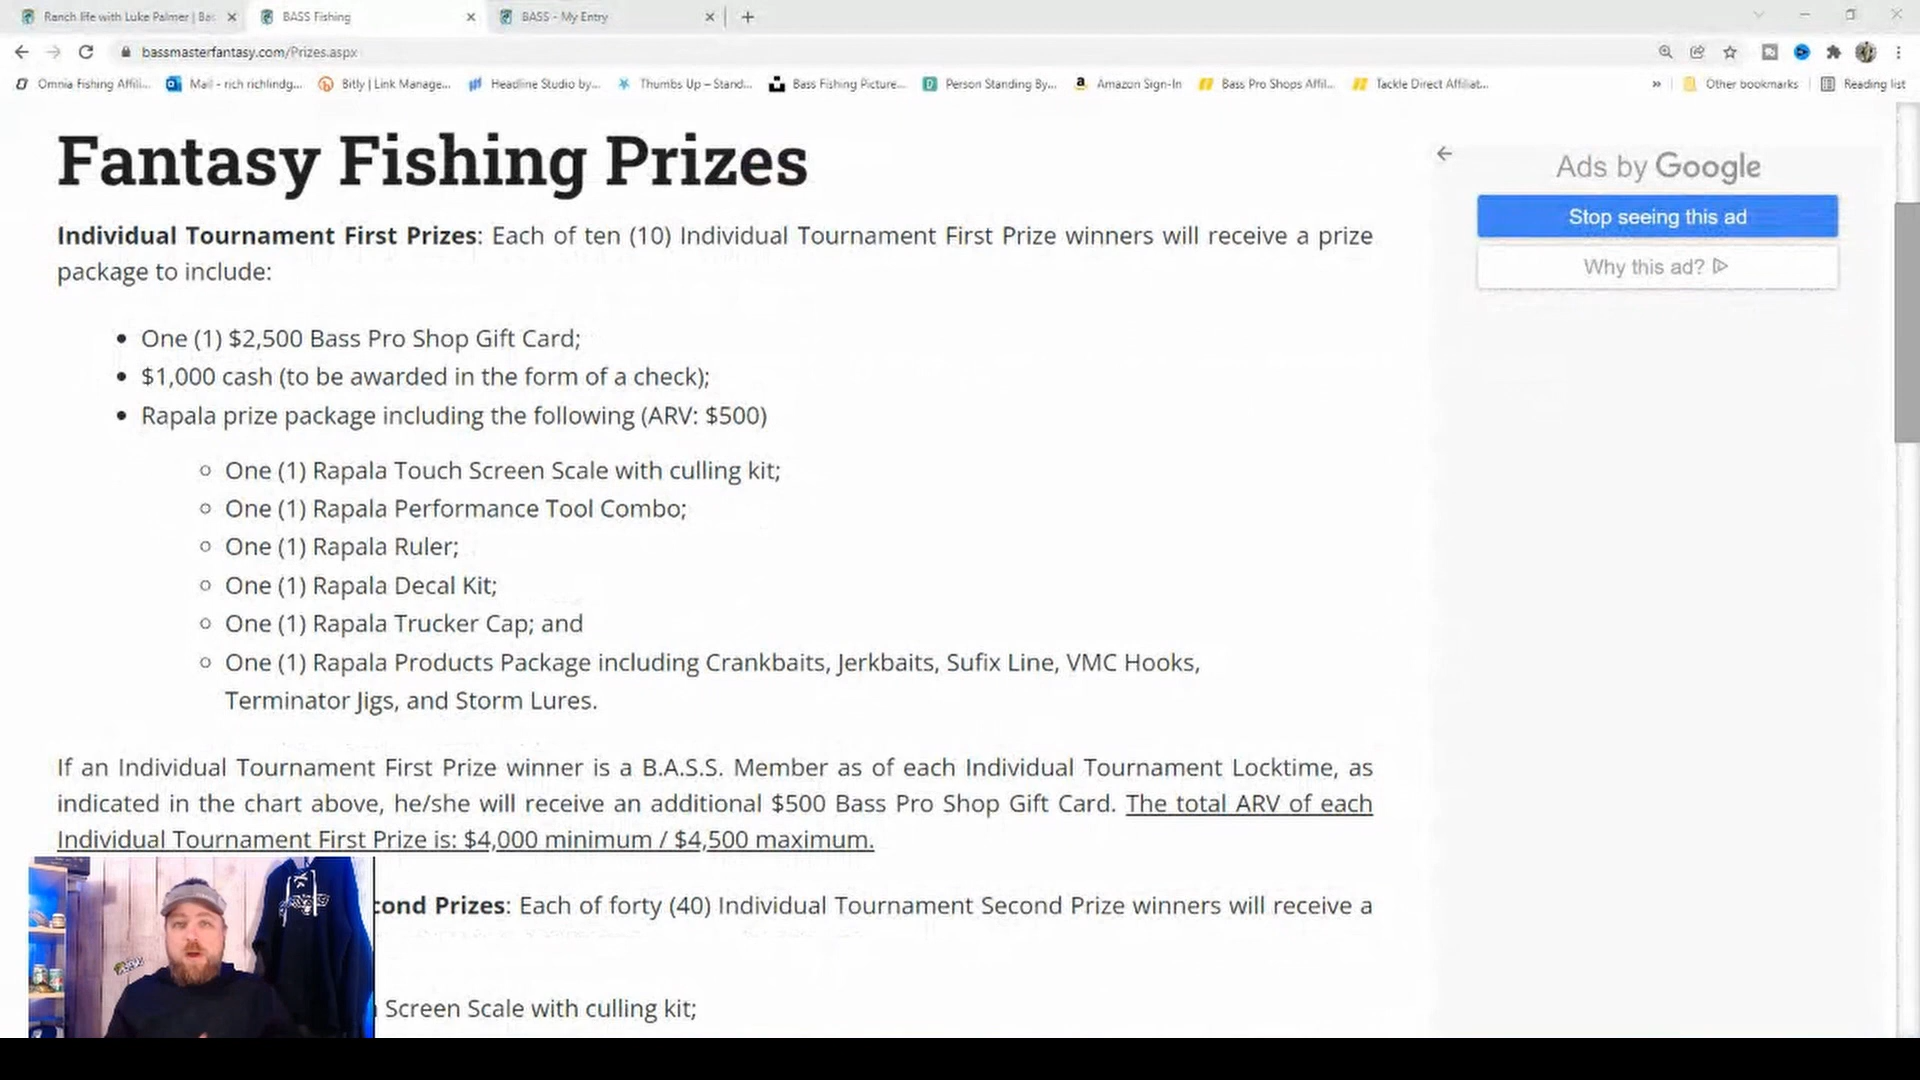 Ranch life with Luke Palmer | Bas
BASS Fishing
BASS - My Entry
bassmasterfantasy.com/Prizes.aspx
Omnia Fishing Affili...
Mail - rich richlindg...
Bitly | Link Manage...
Headline Studio by...
Thumbs Up – Stand...
Bass Fishing Picture...
Person Standing By...
Amazon Sign-In
Bass Pro Shops Affil...
Tackle Direct Affiliat...
»
Other bookmarks
Reading list
Fantasy Fishing Prizes
Individual Tournament First Prizes: Each of ten (10) Individual Tournament First Prize winners will receive a prize
package to include:
• One (1) $2,500 Bass Pro Shop Gift Card;
• $1,000 cash (to be awarded in the form of a check);
• Rapala prize package including the following (ARV: $500)
One (1) Rapala Touch Screen Scale with culling kit;
One (1) Rapala Performance Tool Combo;
One (1) Rapala Ruler;
One (1) Rapala Decal Kit;
One (1) Rapala Trucker Cap; and
One (1) Rapala Products Package including Crankbaits, Jerkbaits, Sufix Line, VMC Hooks,
Terminator Jigs, and Storm Lures.
If an Individual Tournament First Prize winner is a B.A.S.S. Member as of each Individual Tournament Locktime, as
indicated in the chart above, he/she will receive an additional $500 Bass Pro Shop Gift Card. The total ARV of each
Individual Tournament First Prize is: $4,000 minimum / $4,500 maximum.
cond Prizes: Each of forty (40) Individual Tournament Second Prize winners will receive a
Screen Scale with culling kit;
Ads by Google
Stop seeing this ad
Why this ad?